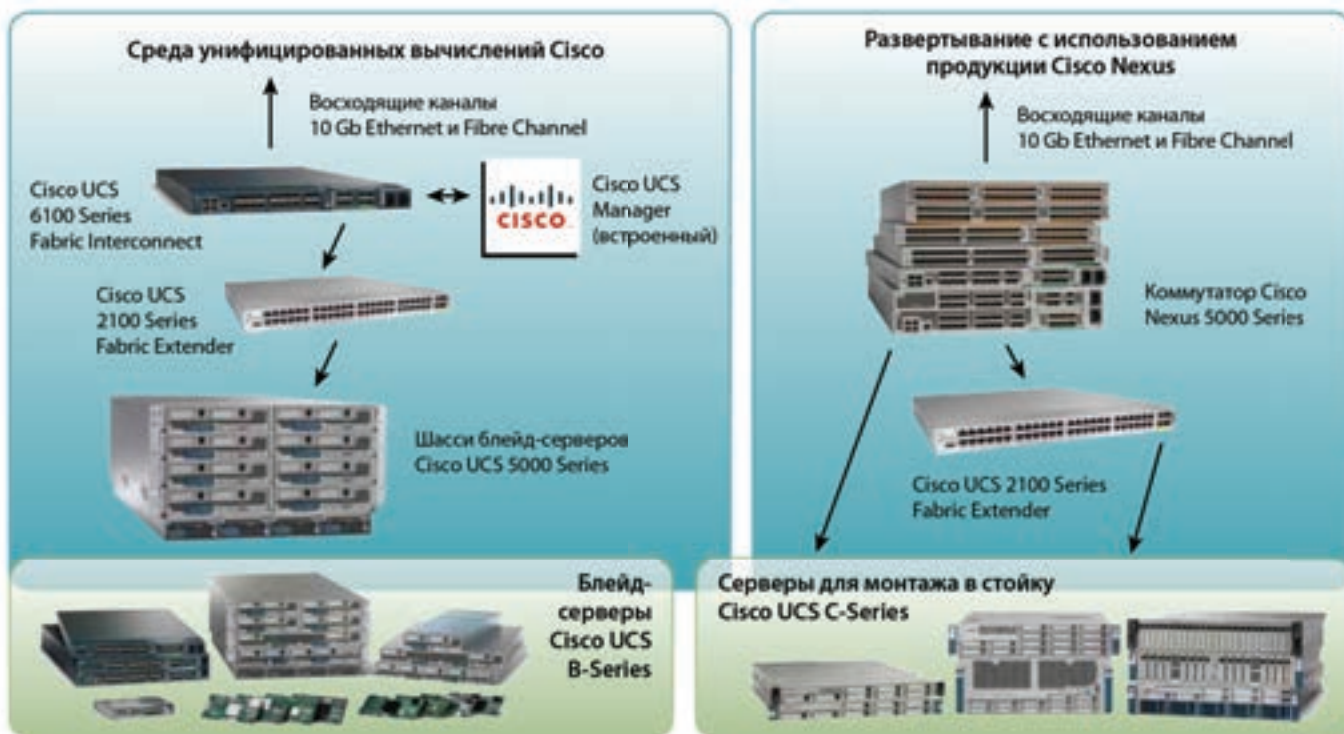 Среда унифицированных вычислений Cisco
Восходящие каналы
10 Gb Ethernet и Fibre Channel
Cisco UCS
6100 Series
Fabric Interconnect
CISCO
Cisco UCS
Manager
(встроенный)
Cisco UCS
2100 Series
Fabric Extender
Шасси блейд-серверов
Cisco UCS 5000 Series
Блейд-
серверы
Cisco UCS
B-Series
Развертывание с использованием
продукции Cisco Nexus
Восходящие каналы
10 Gb Ethernet и Fibre Channel
Коммутатор Cisco
Nexus 5000 Series
Cisco UCS 2100 Series
Fabric Extender
Серверы для монтажа в стойку
Cisco UCS C-Series